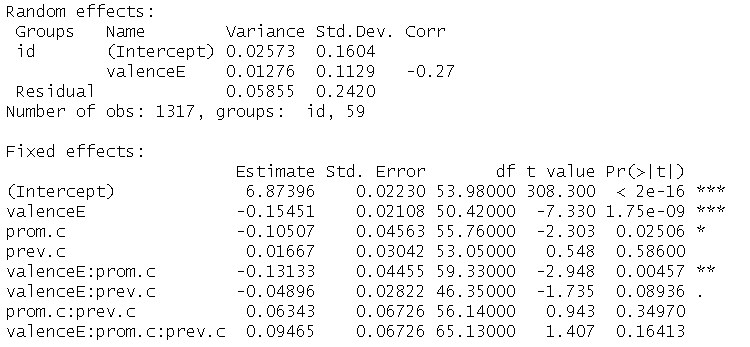 Random effects:
 Groups   Name        Variance Std.Dev. Corr
 id       (Intercept) 0.02573  0.1604
          valenceE    0.01276  0.1129   -0.27
 Residual             0.05855  0.2420
Number of obs: 1317, groups:  id, 59

Fixed effects:
                       Estimate Std. Error       df t value Pr(>|t|)
(Intercept)             6.87396    0.02230 53.98000 308.300  < 2e-16 ***
valenceE               -0.15451    0.02108 50.42000  -7.330 1.75e-09 ***
prom.c                 -0.10507    0.04563 55.76000  -2.303  0.02506 *
prev.c                  0.01667    0.03042 53.05000   0.548  0.58600
valenceE:prom.c        -0.13133    0.04455 59.33000  -2.948  0.00457 **
valenceE:prev.c        -0.04896    0.02822 46.35000  -1.735  0.08936 .
prom.c:prev.c           0.06343    0.06726 56.14000   0.943  0.34970
valenceE:prom.c:prev.c  0.09465    0.06726 65.13000   1.407  0.16413